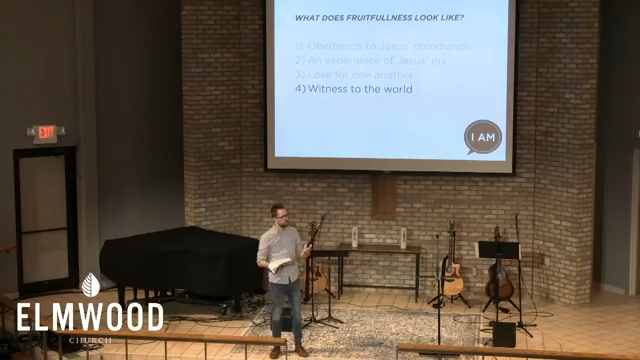 WHAT DOES FRUITFULLNESS LOOK LIKE?
1) Obedience to Jesus' commands
2) An experience of Jesus' joy
3) Love for one another
4) Witness to the world
I AM
EXIT
ELMWOOD
CHURCH